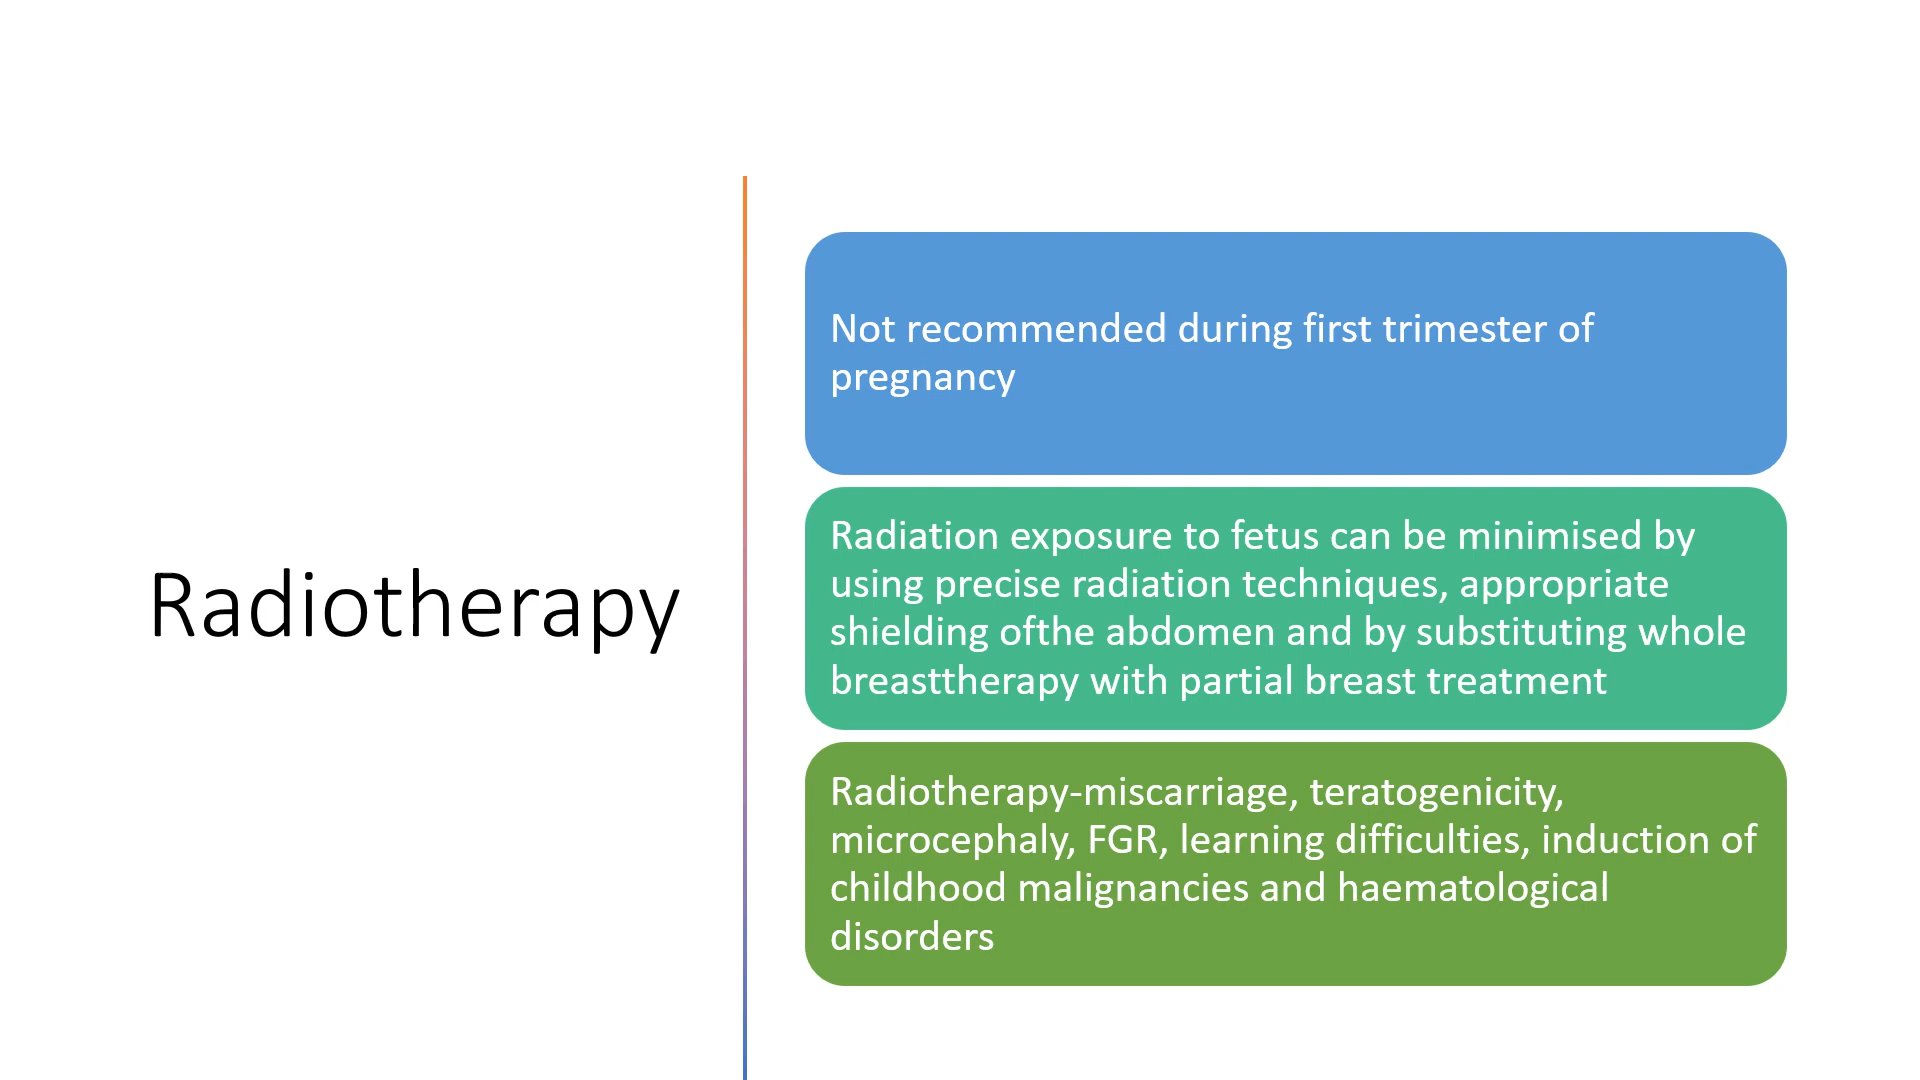 Radiotherapy
Not recommended during first trimester of
pregnancy
Radiation exposure to fetus can be minimised by
using precise radiation techniques, appropriate
shielding ofthe abdomen and by substituting whole
breasttherapy with partial breast treatment
Radiotherapy-miscarriage, teratogenicity,
microcephaly, FGR, learning difficulties, induction of
childhood malignancies and haematological
disorders